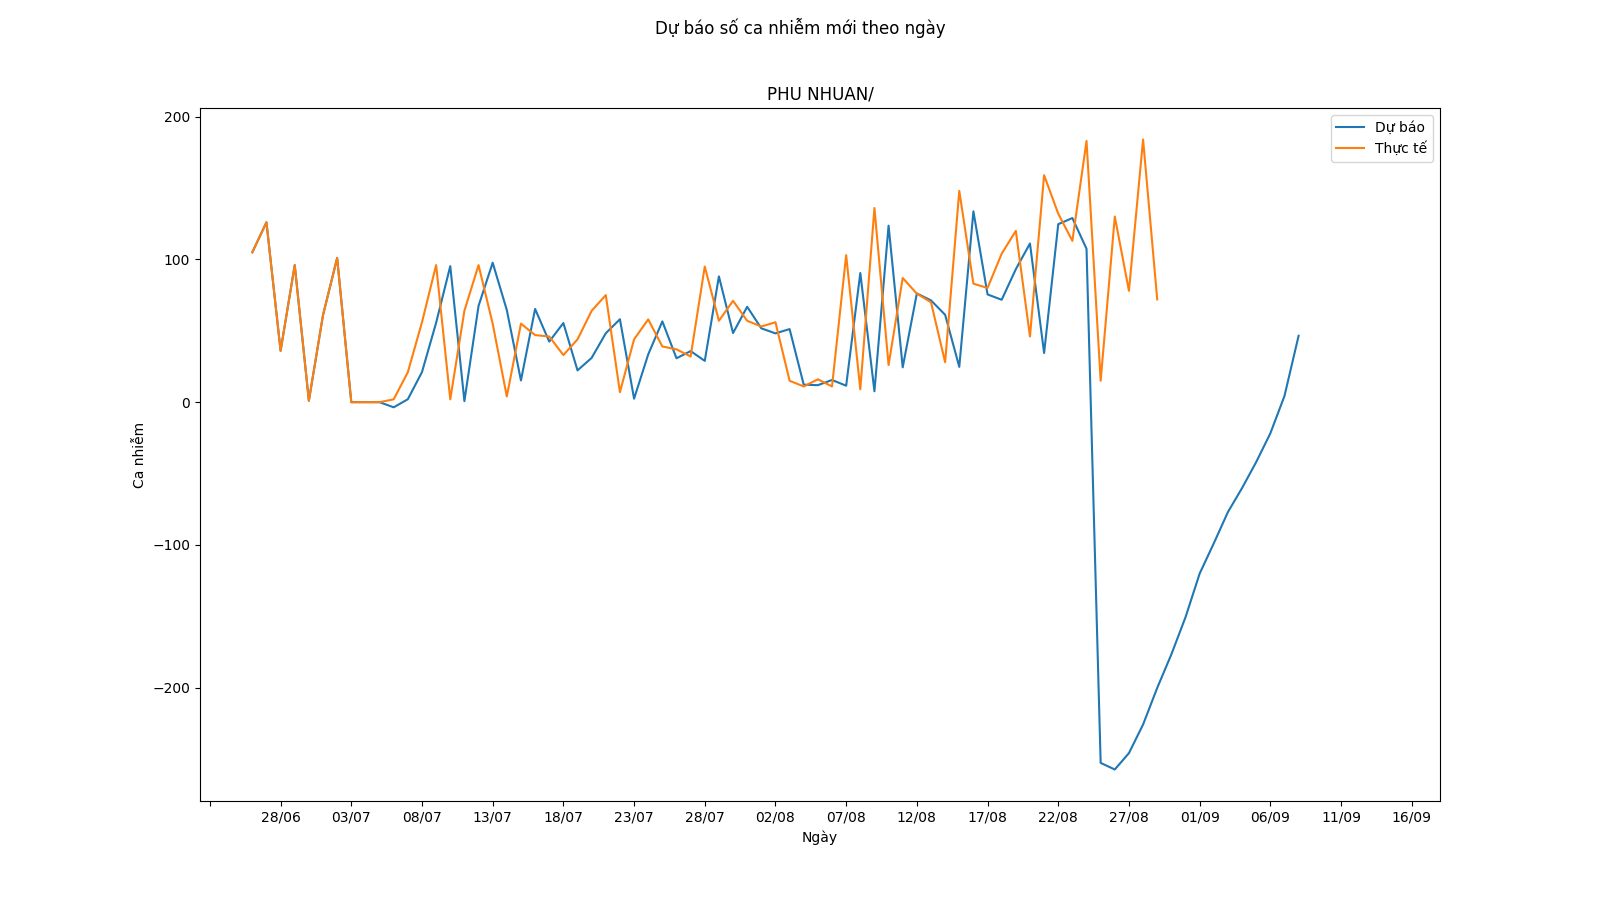 Dự báo số ca nhiễm mới theo ngày
PHU NHUAN/
Dự báo
Thực tế
200
100
0
−100
−200
Ca nhiễm
28/06 03/07 08/07 13/07 18/07 23/07 28/07 02/08 07/08 12/08 17/08 22/08 27/08 01/09 06/09 11/09 16/09
Ngày